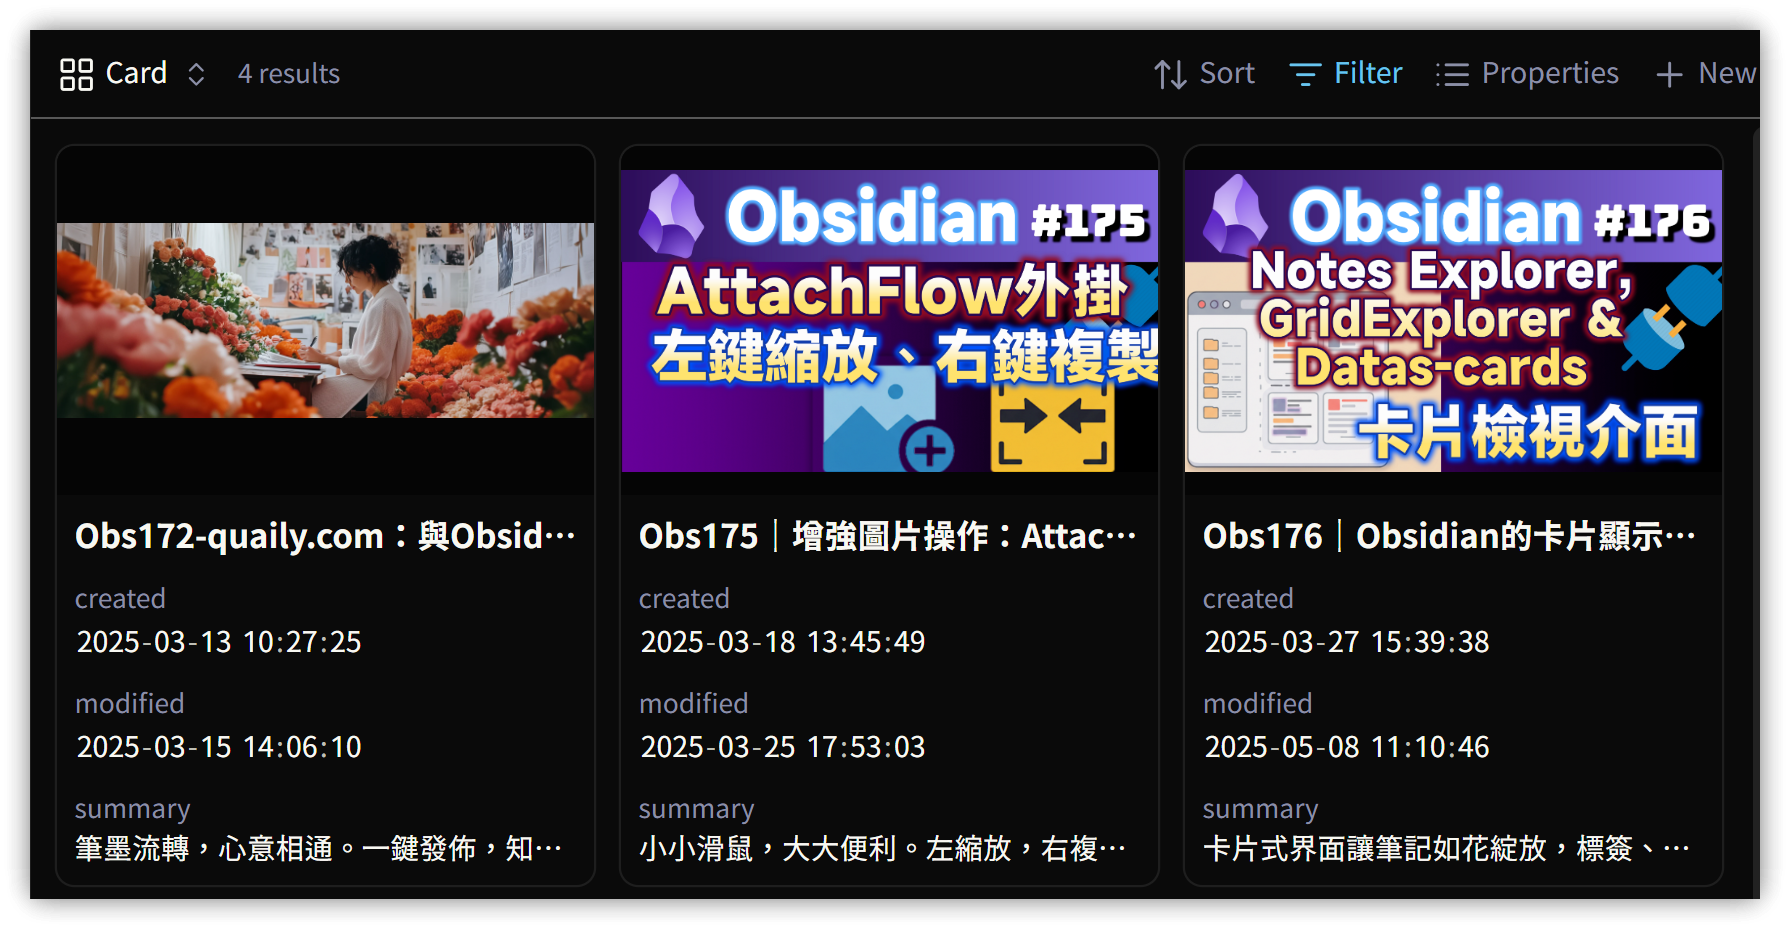 Card
4 results
Sort
Filter
Properties
New
Obsidian #175
AttachFlow外掛
左鍵縮放、右鍵複製
Obsidian #176
Notes Explorer,
GridExplorer &
Datas-cards
卡片檢視介面
Obs172-quaily.com：與Obsid…
created
2025-03-13 10:27:25
modified
2025-03-15 14:06:10
summary
筆墨流轉，心意相通。一鍵發佈，知…
Obs175｜增強圖片操作：Attac…
created
2025-03-18 13:45:49
modified
2025-03-25 17:53:03
summary
小小滑鼠，大大便利。左縮放，右複…
Obs176｜Obsidian的卡片顯示…
created
2025-03-27 15:39:38
modified
2025-05-08 11:10:46
summary
卡片式界面讓筆記如花綻放，標簽、…